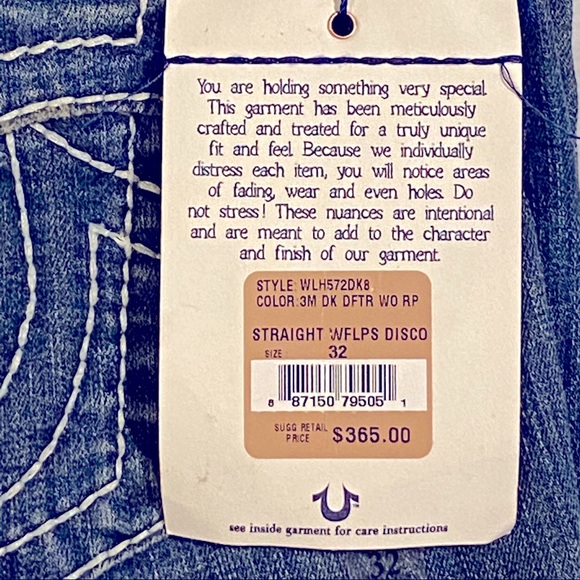 You are holding something very special.
This garment has been meticulously
crafted and treated for a truly unique
fit and feel. Because we individually
distress each item, you will notice areas
of fading, wear and even holes. Do
not stress! These nuances are intentional
and are meant to add to the character
and finish of our garment.
STYLE: WLH572DK8
COLOR:3M DK DFTR WO RP
STRAIGHT WFLPS DISCO
SIZE : 32
8 87150 79505 1
SUGG RETAIL
PRICE $365.00
see inside garment for care instructions
32